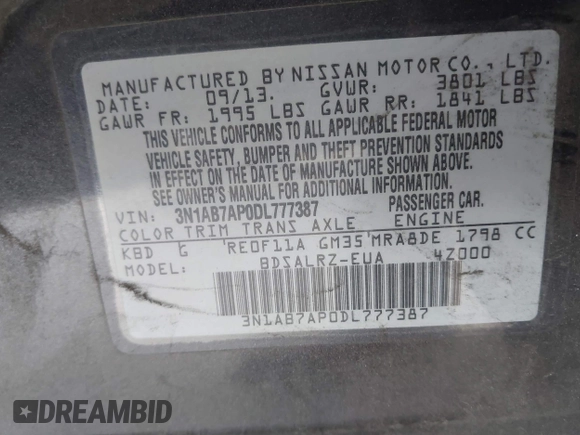 MANUFACTURED BY NISSAN MOTOR CO., LTD.
DATE: 09/13. GVWR: 3801 LBS
GAWR FR: 1995 LBS GAWR RR: 1841 LBS
THIS VEHICLE CONFORMS TO ALL APPLICABLE FEDERAL MOTOR
VEHICLE SAFETY, BUMPER AND THEFT PREVENTION STANDARDS
IN EFFECT ON THE DATE OF MANUFACTURE SHOWN ABOVE.
SEE OWNER'S MANUAL FOR ADDITIONAL INFORMATION
VIN: 3N1AB7AP0DL777387 PASSENGER CAR.
COLOR TRIM TRANS AXLE ENGINE
KBD G 'RE0F11A GM35'MRA8DE 1798 CC
MODEL: BDSALRZ-EUA 4Z000
3N1AB7AP0DL777387
DREAMBID